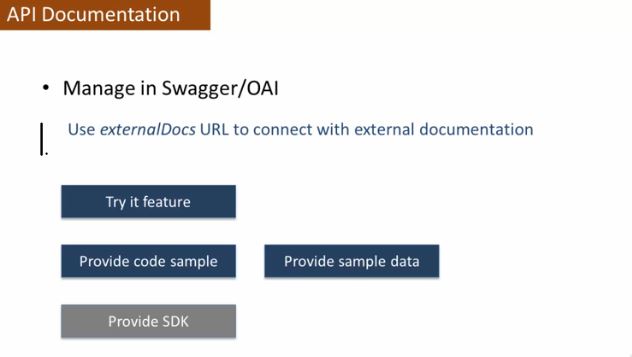 API Documentation
• Manage in Swagger/OAI
Use externalDocs URL to connect with external documentation
Try it feature
Provide code sample
Provide sample data
Provide SDK